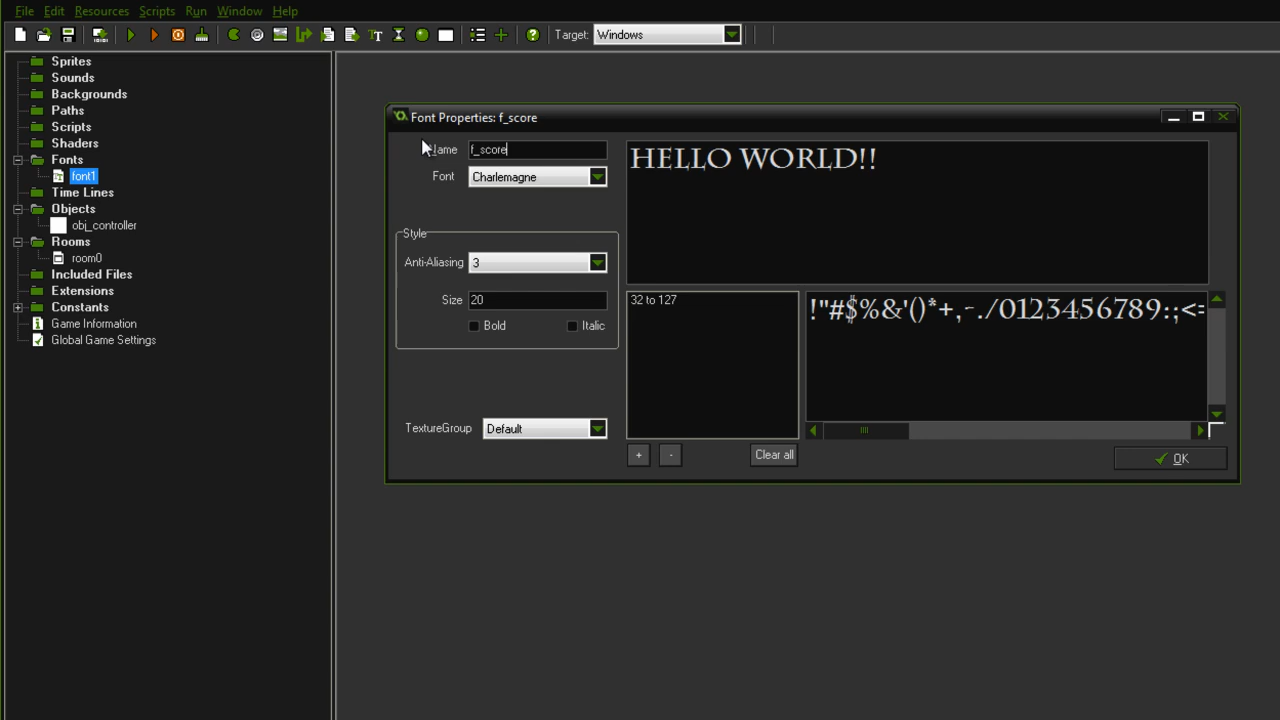 File Edit Resources Scripts Run Window Help
Target: Windows
Sprites
Sounds
Backgrounds
Paths
Scripts
Shaders
Fonts
font1
Time Lines
Objects
obj_controller
Rooms
room0
Included Files
Extensions
Constants
Game Information
Global Game Settings
Font Properties: f_score
Name f_score
Font Charlemagne
Style
Anti-Aliasing 3
Size 20
Bold Italic
TextureGroup Default
HELLO WORLD!!
32 to 127
!"#$%&'()*+,-./0123456789:;<=
+ - Clear all
OK